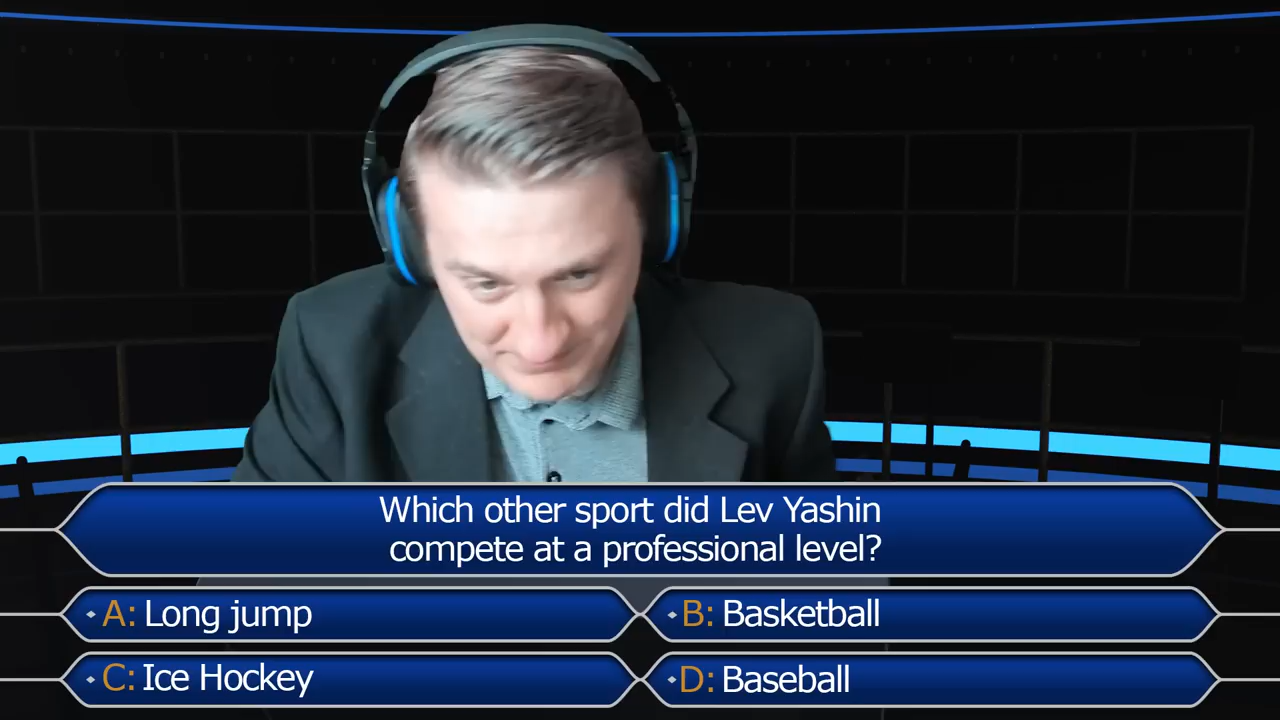 Which other sport did Lev Yashin
compete at a professional level?
A: Long jump
B: Basketball
C: Ice Hockey
D: Baseball